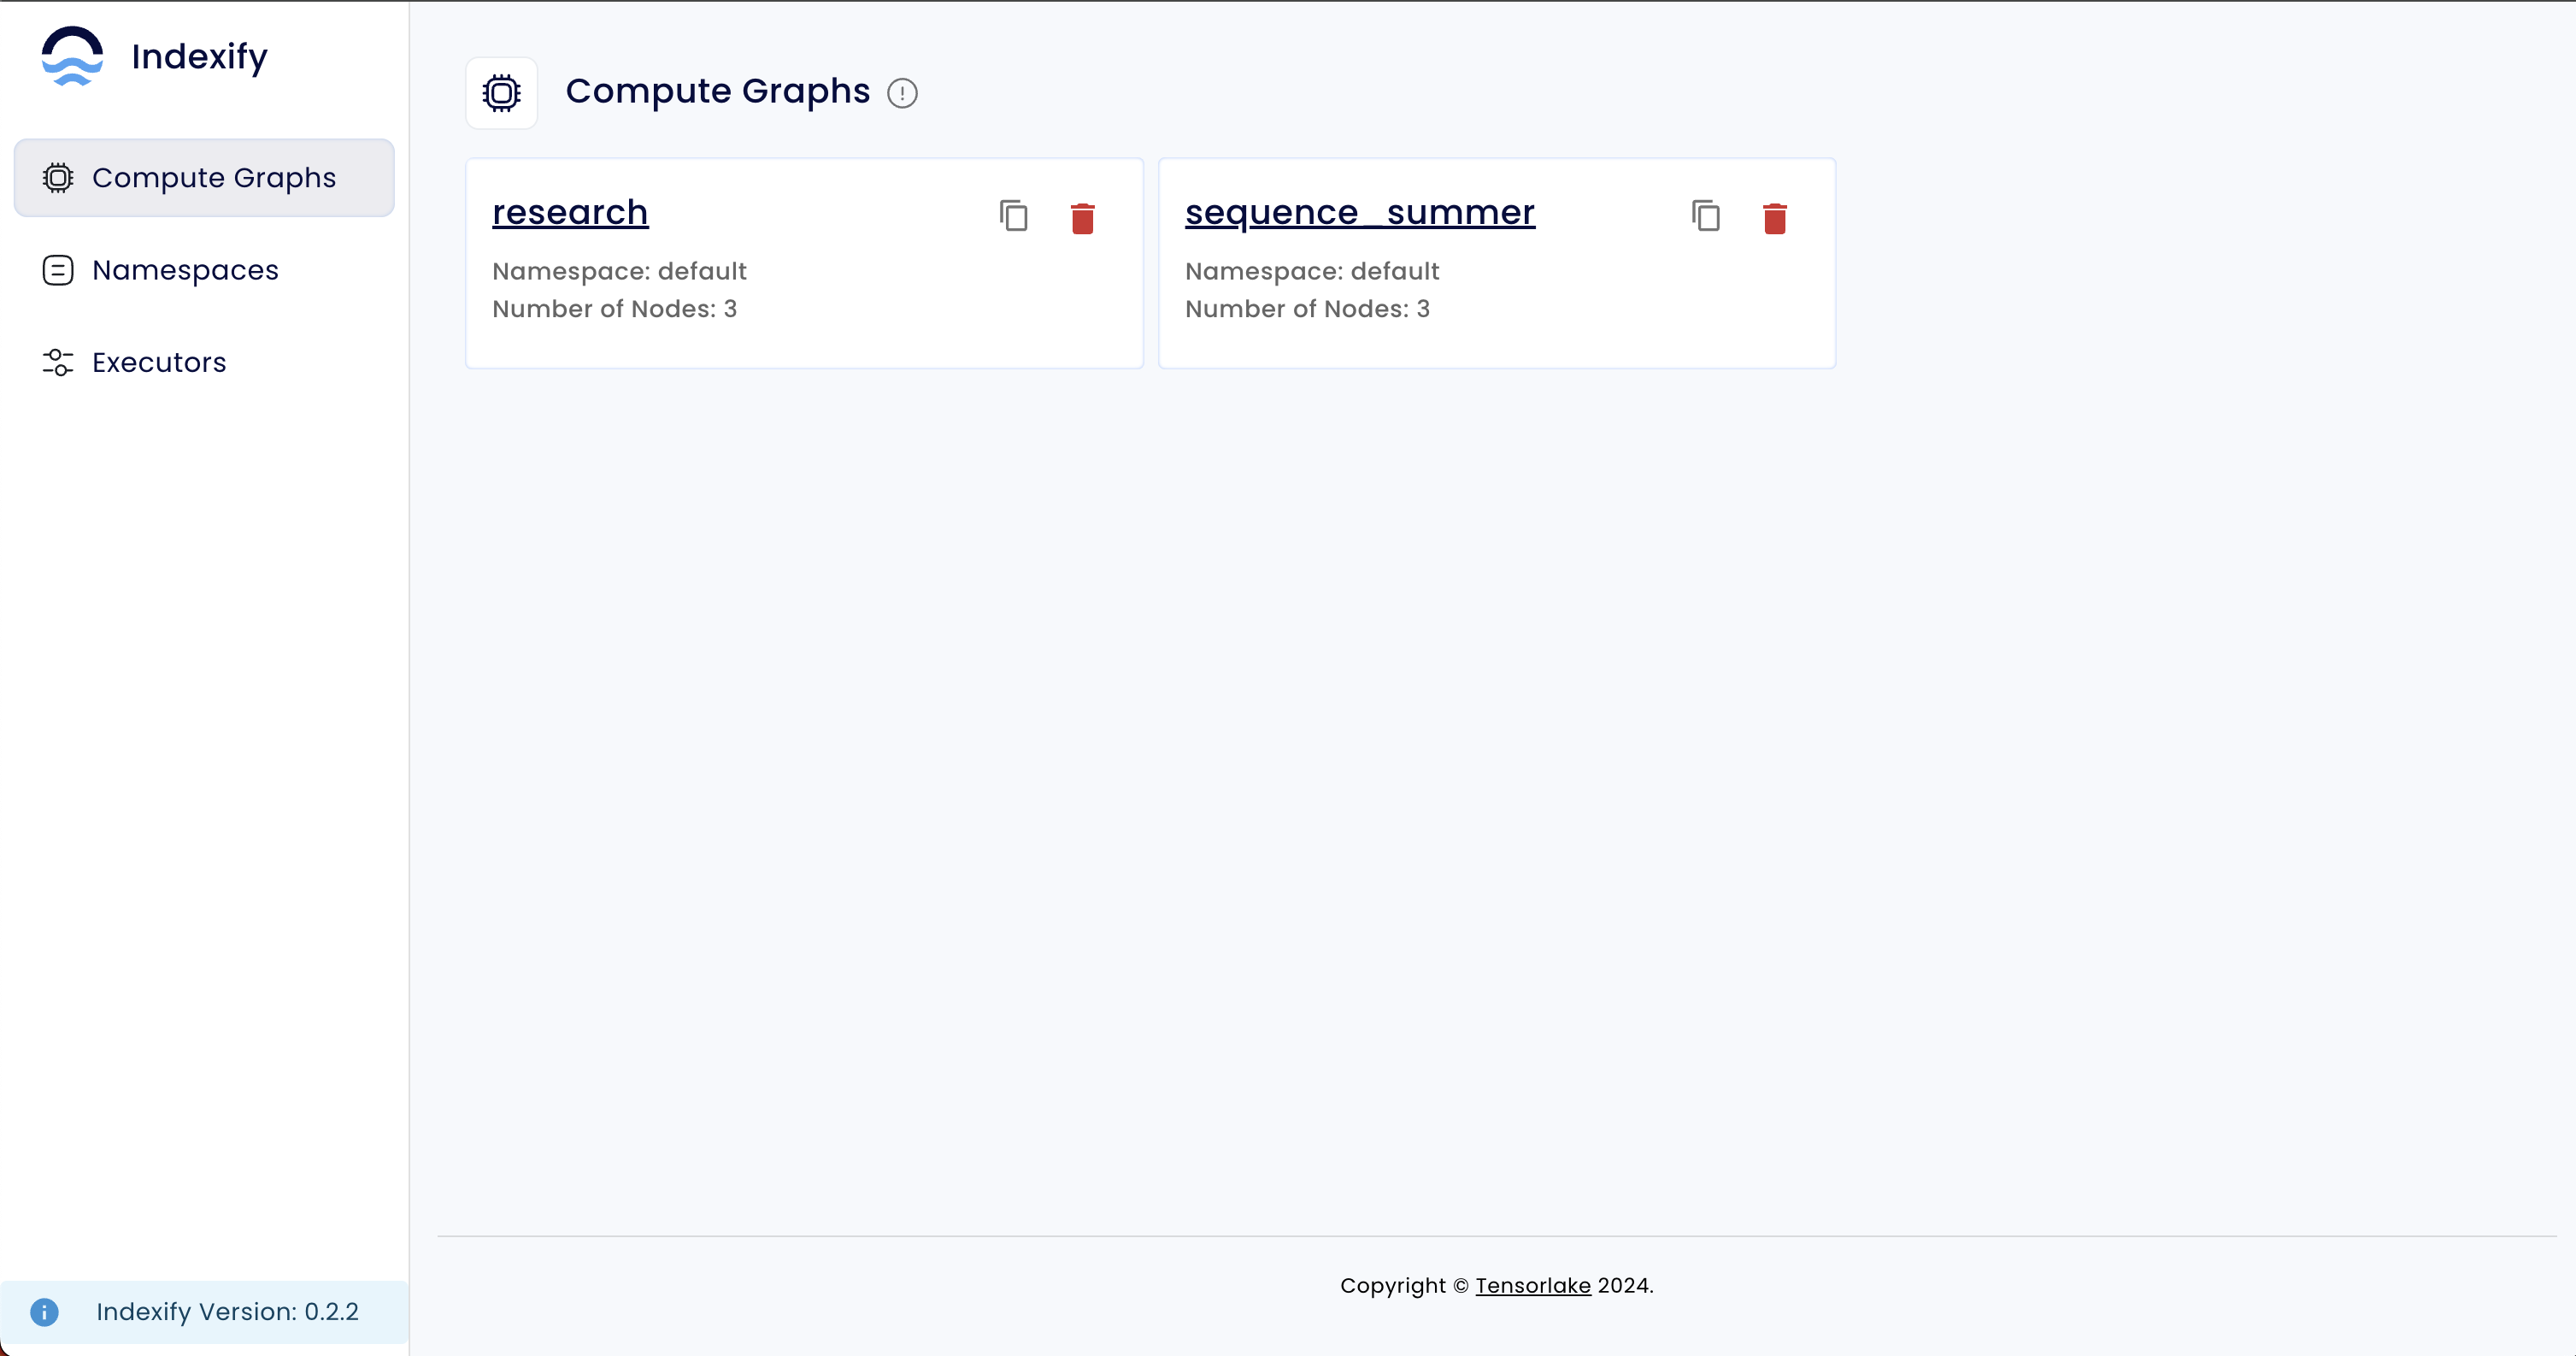 Indexify
Compute Graphs
Namespaces
Executors
Indexify Version: 0.2.2
Compute Graphs
research
Namespace: default
Number of Nodes: 3
sequence_summer
Namespace: default
Number of Nodes: 3
Copyright © Tensorlake 2024.